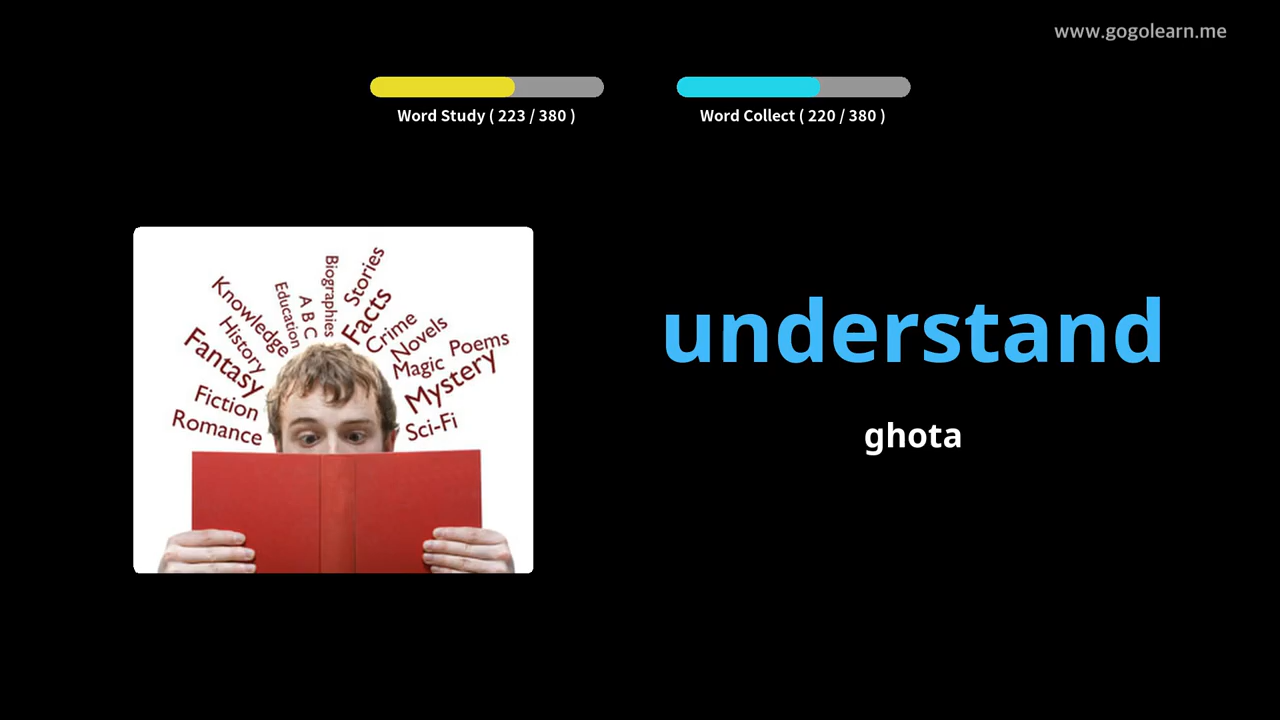 www.gogolearn.me
Word Study ( 223 / 380 )
Word Collect ( 220 / 380 )
Biographies
Stories
Education
A B C
Facts
Knowledge
Crime
History
Novels
Fantasy
Magic
Poems
Mystery
Fiction
Romance
Sci-Fi
understand
ghota